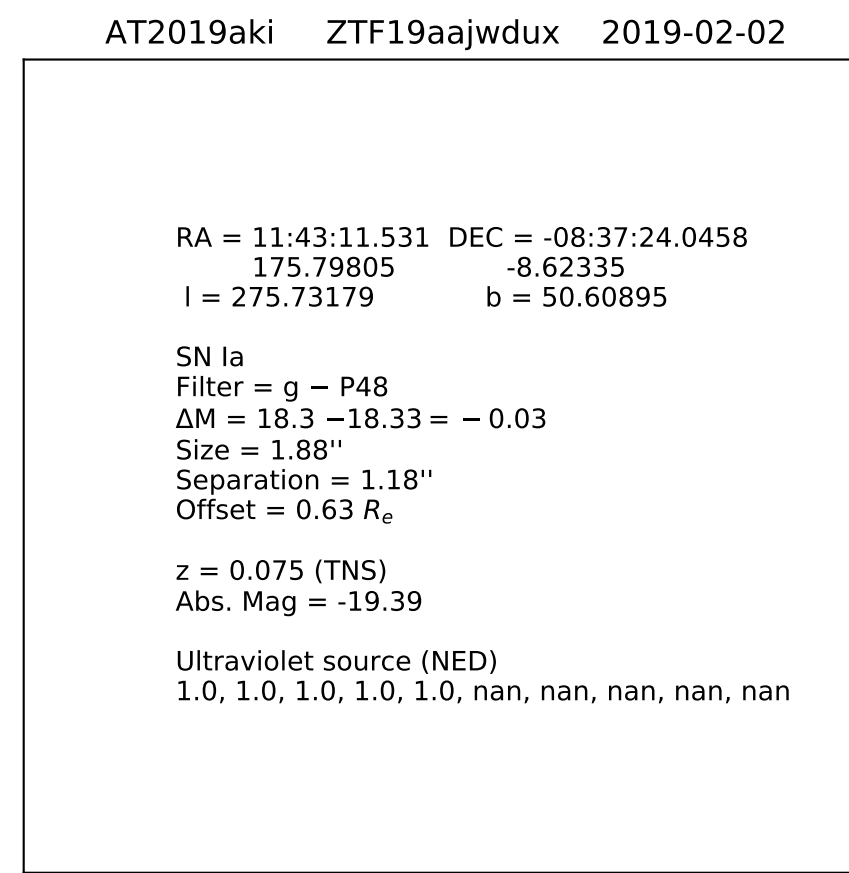 AT2019aki ZTF19aajwdux 2019-02-02
RA = 11:43:11.531 DEC = -08:37:24.0458
175.79805 -8.62335
l = 275.73179 b = 50.60895
SN Ia
Filter = g − P48
ΔM = 18.3 −18.33 = − 0.03
Size = 1.88''
Separation = 1.18''
Offset = 0.63 Rₑ
z = 0.075 (TNS)
Abs. Mag = -19.39
Ultraviolet source (NED)
1.0, 1.0, 1.0, 1.0, 1.0, nan, nan, nan, nan, nan